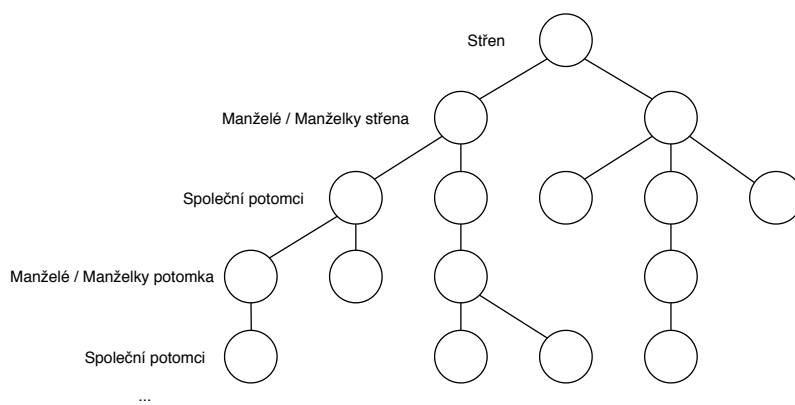 Střen
Manželé / Manželky střena
Společní potomci
Manželé / Manželky potomka
Společní potomci
...